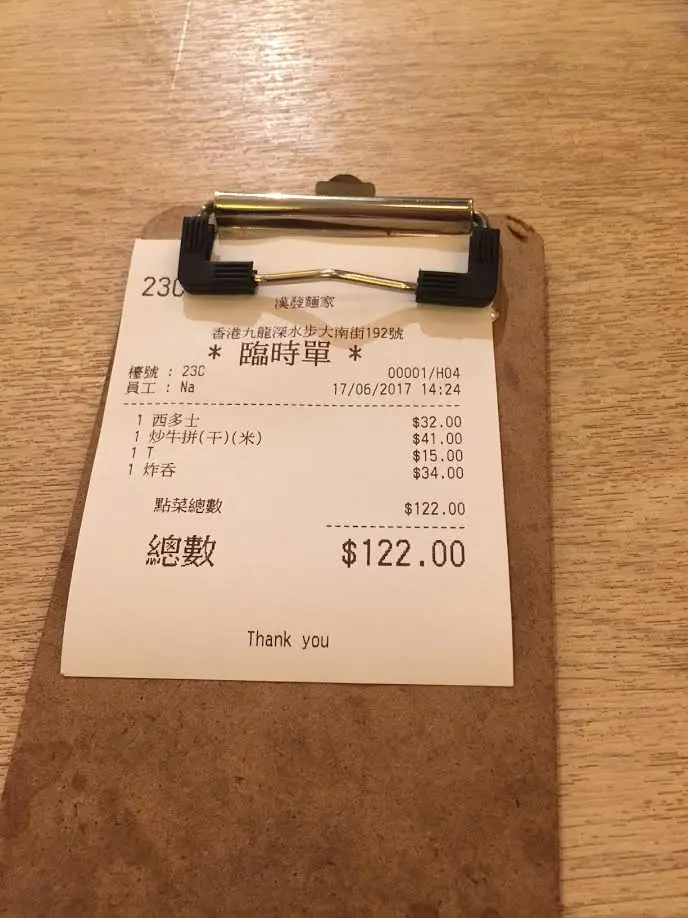 23C
漢發麵家
香港九龍深水步大南街192號
* 臨時單 *
檯號 : 23C 00001/H04
員工 : Na 17/06/2017 14:24
1 西多士 $32.00
1 炒牛拼(干)(米) $41.00
1 T $15.00
1 炸吞 $34.00
點菜總數 $122.00
總數 $122.00
Thank you